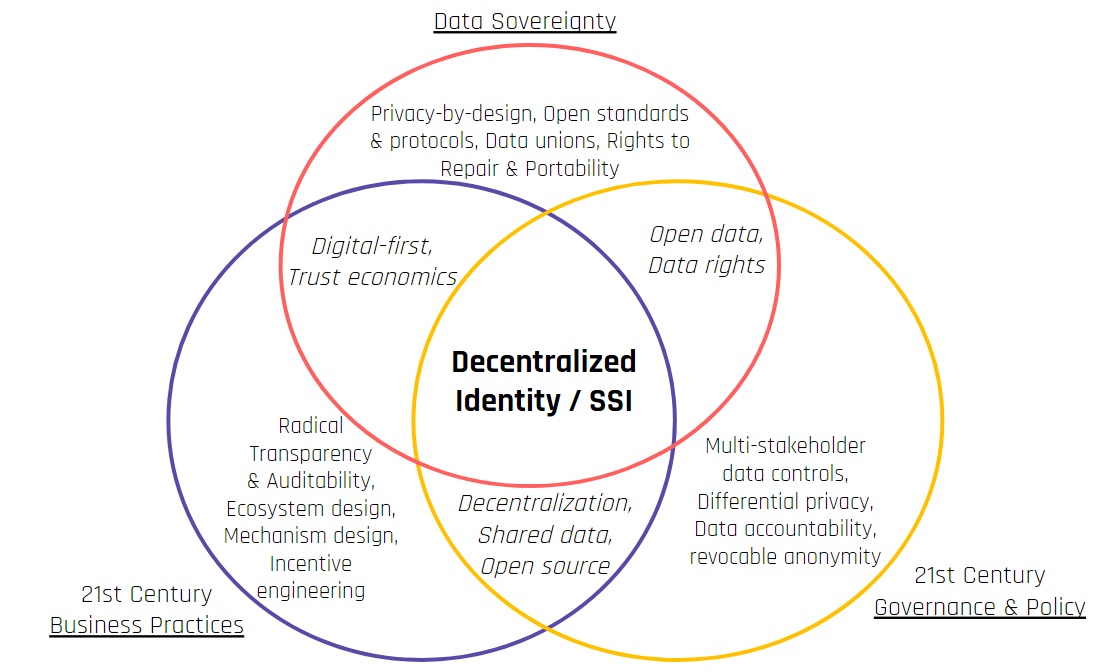 Data Sovereignty
Privacy-by-design, Open standards
& protocols, Data unions, Rights to
Repair & Portability
Digital-first,
Trust economics
Open data,
Data rights
Decentralized
Identity / SSI
Radical
Transparency
& Auditability,
Ecosystem design,
Mechanism design,
Incentive
engineering
Multi-stakeholder
data controls,
Differential privacy,
Data accountability,
revocable anonymity
Decentralization,
Shared data,
Open source
21st Century
Business Practices
21st Century
Governance & Policy